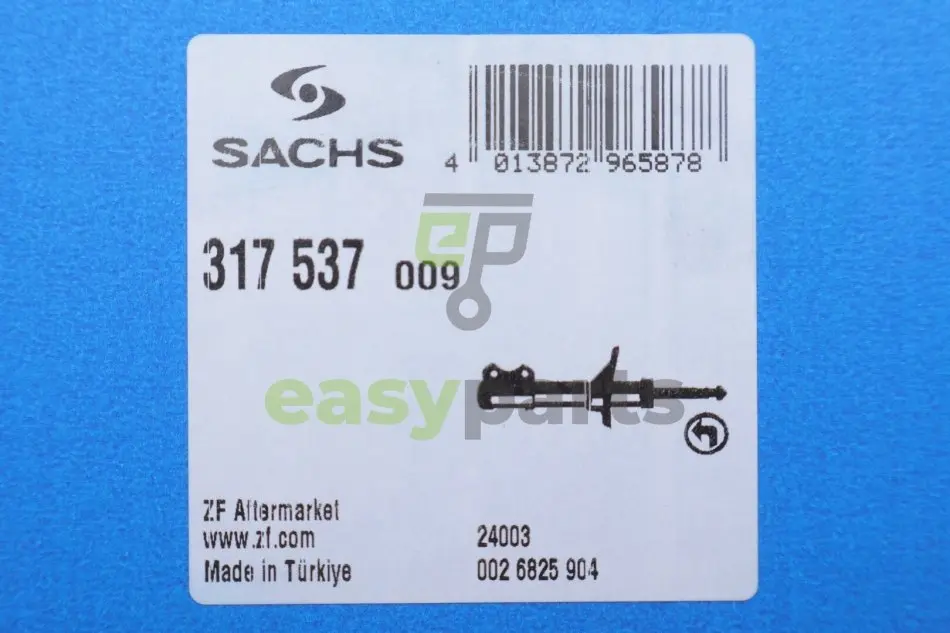 SACHS
4 013872 965878
317 537 009
ep
easyparts
ZF Aftermarket
www.zf.com
24003
Made in Türkiye
002 6825 904